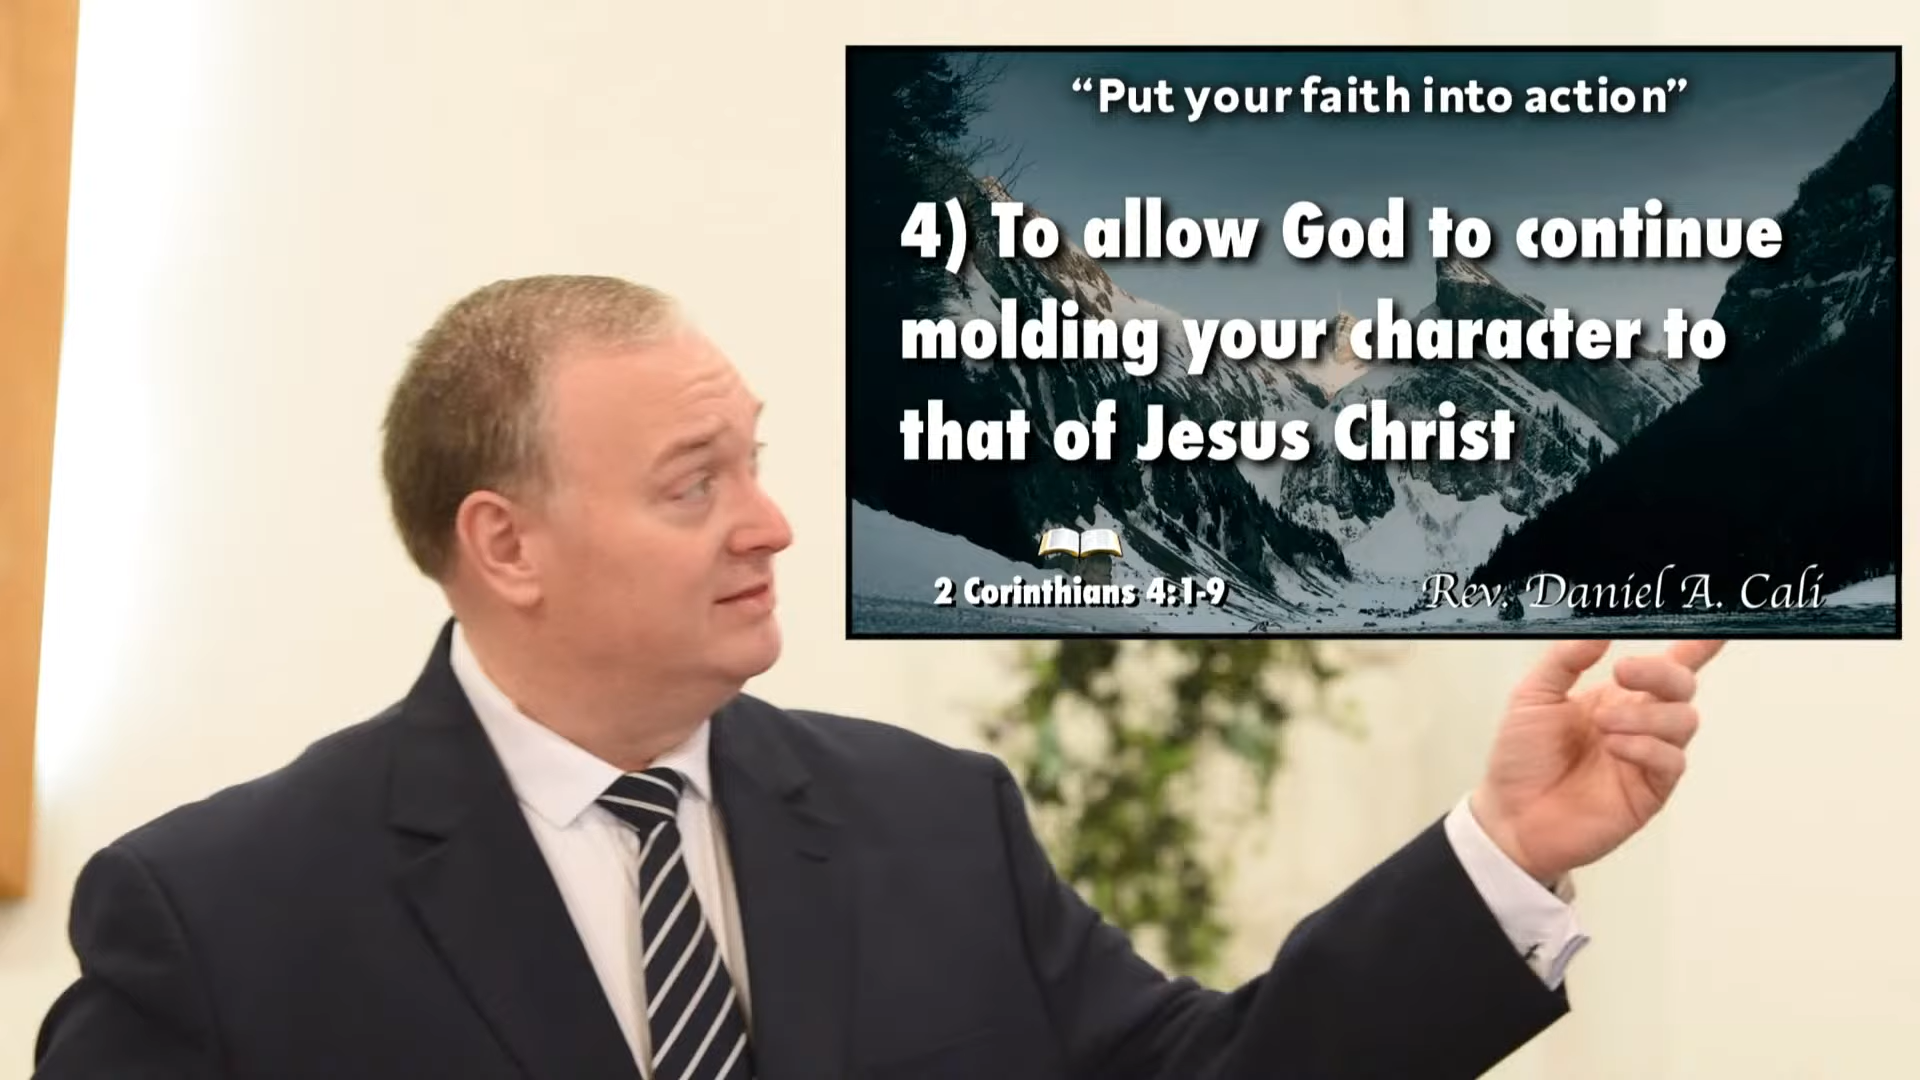 “Put your faith into action”
4) To allow God to continue
molding your character to
that of Jesus Christ
2 Corinthians 4:1-9
Rev. Daniel A. Cali